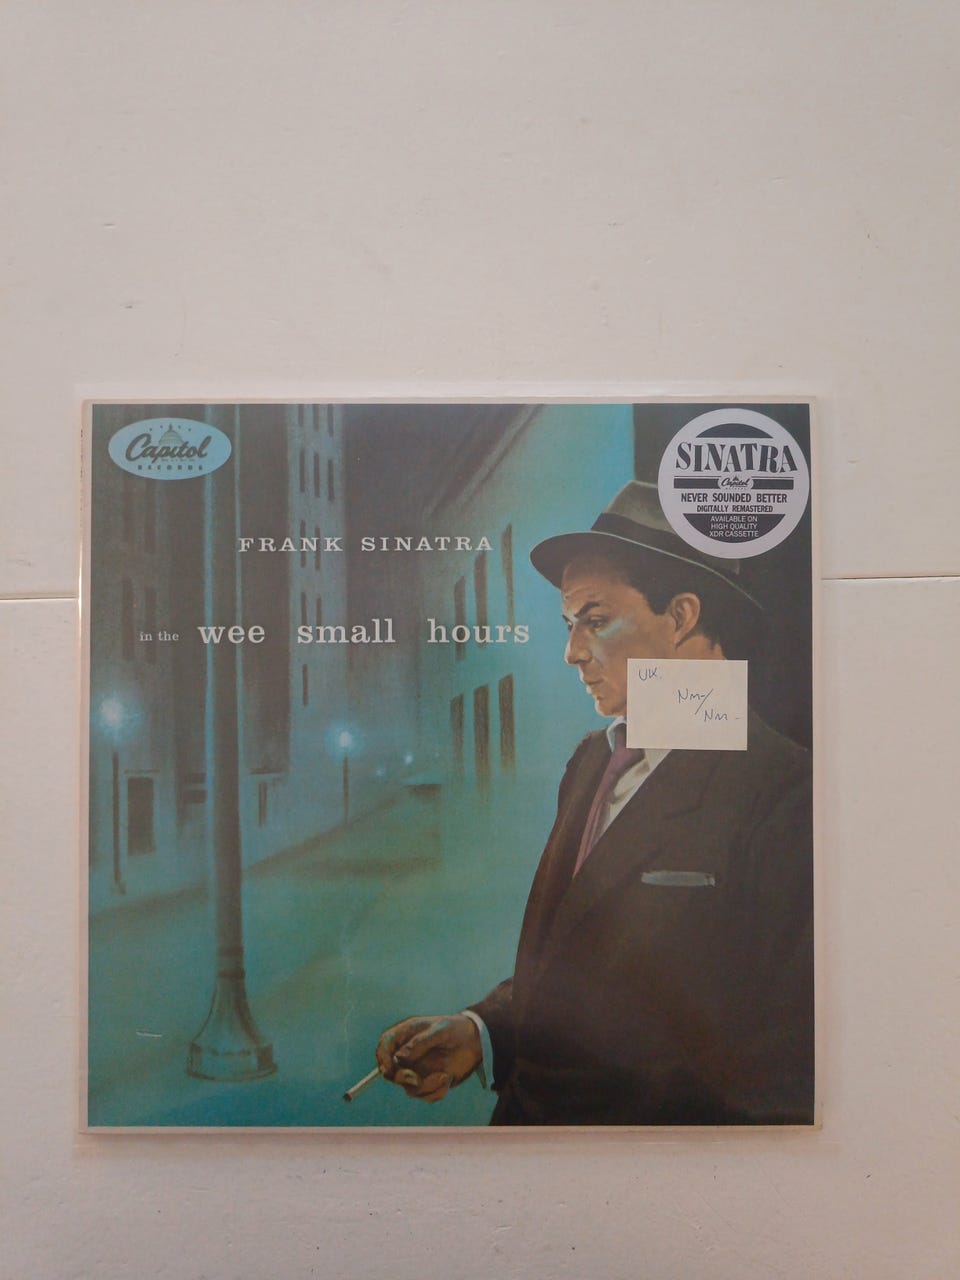 Capitol
RECORDS
SINATRA
Capitol
NEVER SOUNDED BETTER
DIGITALLY REMASTERED
AVAILABLE ON
HIGH QUALITY
XDR CASSETTE
FRANK SINATRA
in the wee small hours
UK.
NM-/
NM-